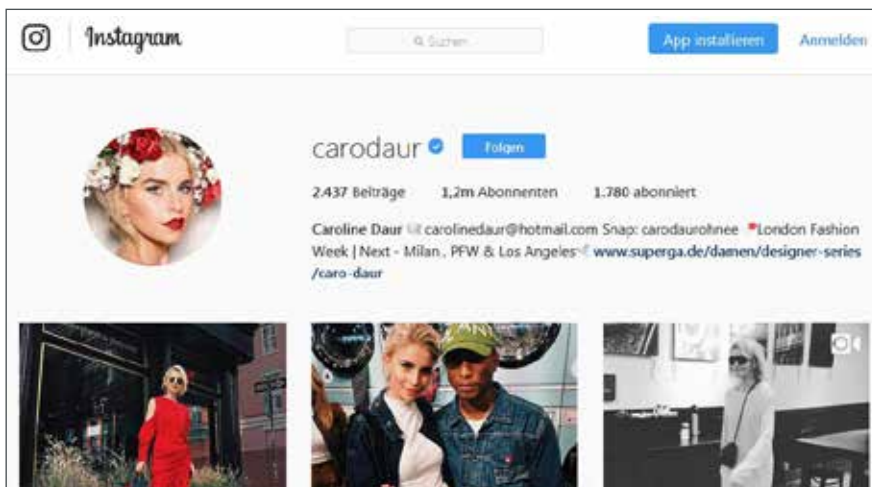 Instagram
Suchen
App installieren
Anmelden
carodaur
Folgen
2.437 Beiträge 1,2m Abonnenten 1.780 abonniert
Caroline Daur carolinedaur@hotmail.com Snap: carodaurohnee London Fashion
Week | Next - Milan, PFW & Los Angeles www.superga.de/damen/designer-series
/caro-daur